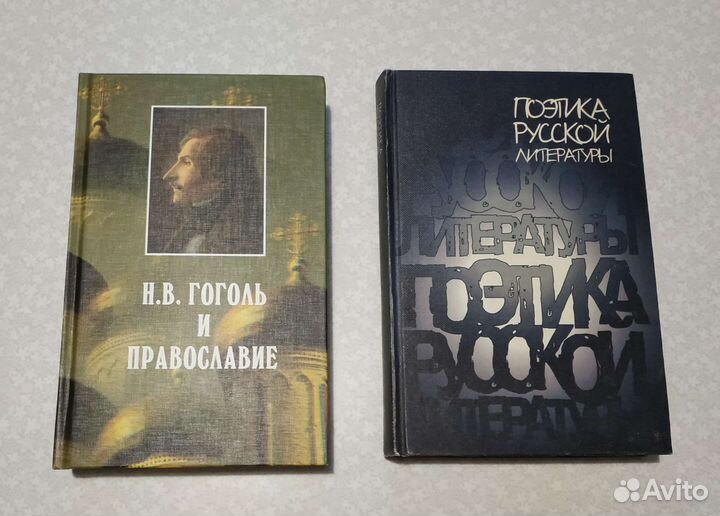 Н.В. ГОГОЛЬ
И
ПРАВОСЛАВИЕ
ПОЭТИКА
РУССКОЙ
ЛИТЕРАТУРЫ
РУССКОЙ
ЛИТЕРАТУРЫ
ПОЭТИКА
РУССКОЙ
ЛИТЕРАТУРЫ
Avito